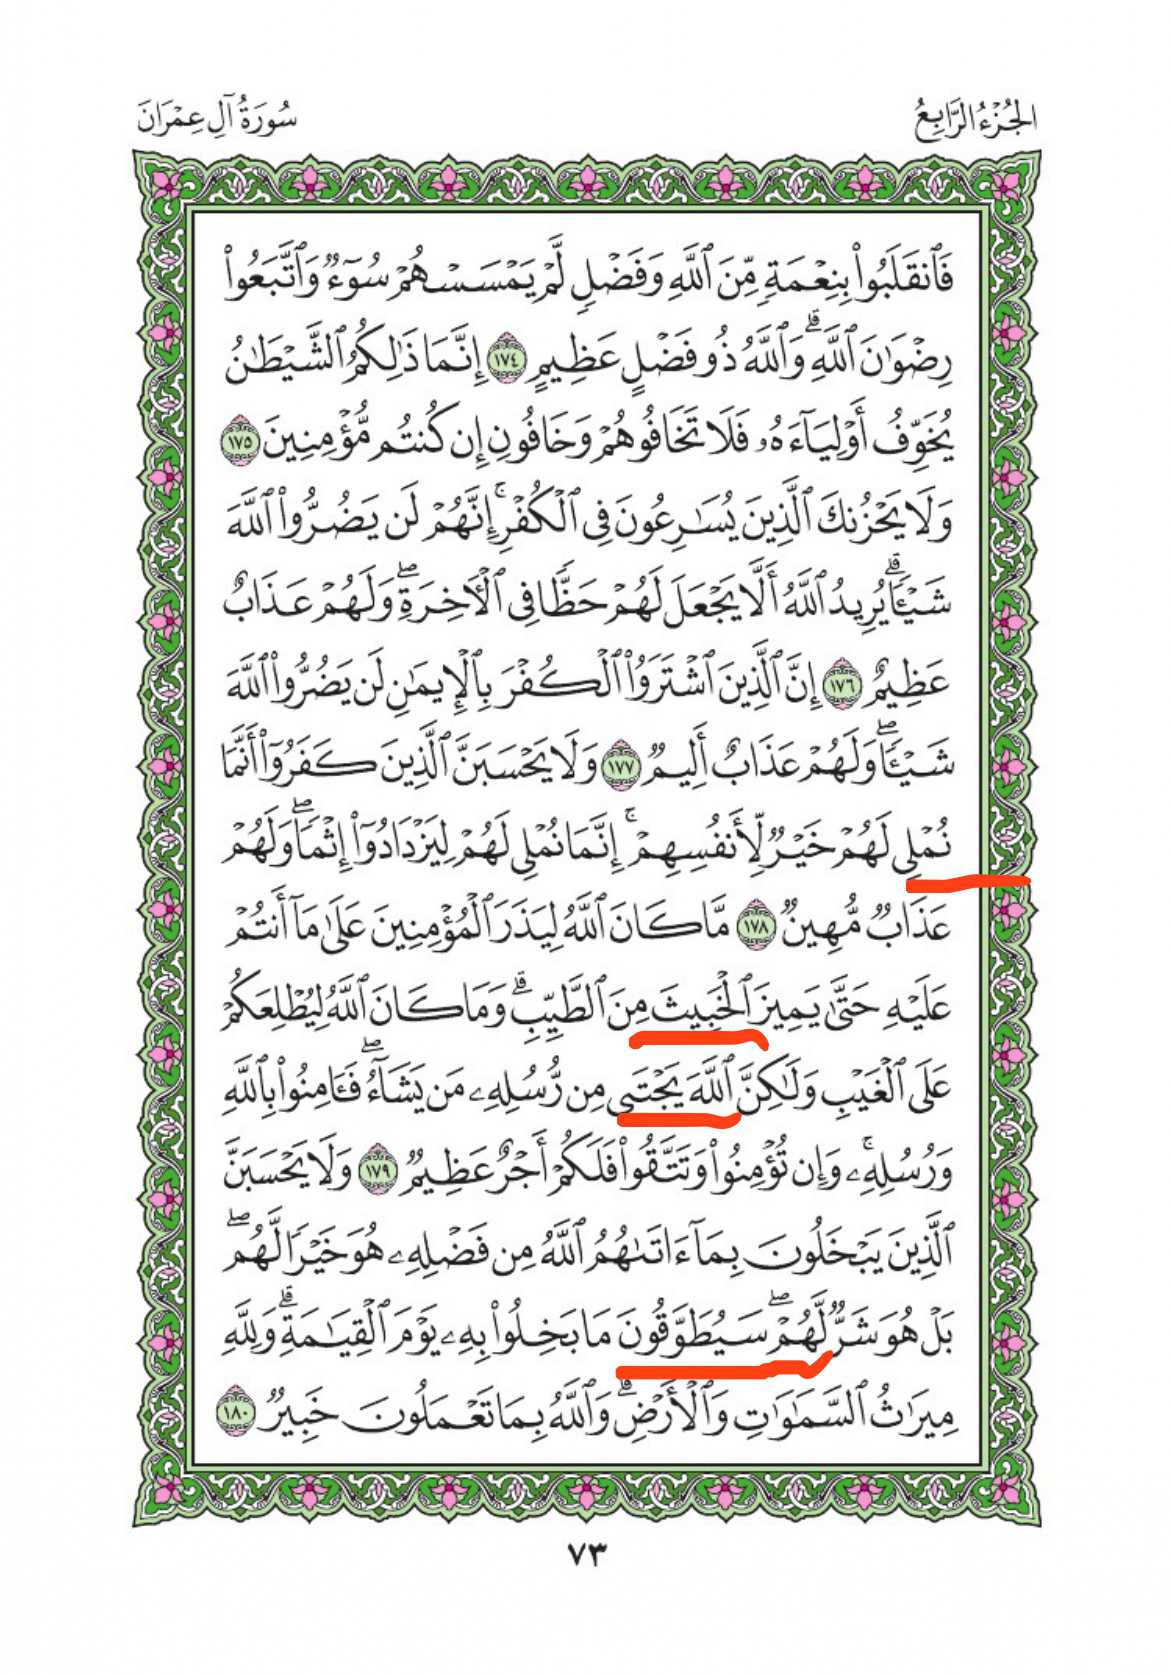 الجُزْءُ الرَّابِعُ
سُورَةُ آلِ عِمْرَانَ
فَٱنقَلَبُوا۟ بِنِعْمَةٍ مِّنَ ٱللَّهِ وَفَضْلٍ لَّمْ يَمْسَسْهُمْ سُوٓءٌ وَٱتَّبَعُوا۟
رِضْوَٰنَ ٱللَّهِ ۗ وَٱللَّهُ ذُو فَضْلٍ عَظِيمٍ ١٧٤ إِنَّمَا ذَٰلِكُمُ ٱلشَّيْطَٰنُ
يُخَوِّفُ أَوْلِيَآءَهُۥ فَلَا تَخَافُوهُمْ وَخَافُونِ إِن كُنتُم مُّؤْمِنِينَ ١٧٥
وَلَا يَحْزُنكَ ٱلَّذِينَ يُسَٰرِعُونَ فِى ٱلْكُفْرِ ۚ إِنَّهُمْ لَن يَضُرُّوا۟ ٱللَّهَ
شَيْـًٔا ۗ يُرِيدُ ٱللَّهُ أَلَّا يَجْعَلَ لَهُمْ حَظًّا فِى ٱلْـَٔاخِرَةِ ۖ وَلَهُمْ عَذَابٌ
عَظِيمٌ ١٧٦ إِنَّ ٱلَّذِينَ ٱشْتَرَوُا۟ ٱلْكُفْرَ بِٱلْإِيمَٰنِ لَن يَضُرُّوا۟ ٱللَّهَ
شَيْـًٔا ۖ وَلَهُمْ عَذَابٌ أَلِيمٌ ١٧٧ وَلَا يَحْسَبَنَّ ٱلَّذِينَ كَفَرُوٓا۟ أَنَّمَا
نُمْلِى لَهُمْ خَيْرٌ لِّأَنفُسِهِمْ ۚ إِنَّمَا نُمْلِى لَهُمْ لِيَزْدَادُوٓا۟ إِثْمًا ۖ وَلَهُمْ
عَذَابٌ مُّهِينٌ ١٧٨ مَّا كَانَ ٱللَّهُ لِيَذَرَ ٱلْمُؤْمِنِينَ عَلَىٰ مَآ أَنتُمْ
عَلَيْهِ حَتَّىٰ يَمِيزَ ٱلْخَبِيثَ مِنَ ٱلطَّيِّبِ ۗ وَمَا كَانَ ٱللَّهُ لِيُطْلِعَكُمْ
عَلَى ٱلْغَيْبِ وَلَٰكِنَّ ٱللَّهَ يَجْتَبِى مِن رُّسُلِهِۦ مَن يَشَآءُ ۖ فَـَٔامِنُوا۟ بِٱللَّهِ
وَرُسُلِهِۦ ۚ وَإِن تُؤْمِنُوا۟ وَتَتَّقُوا۟ فَلَكُمْ أَجْرٌ عَظِيمٌ ١٧٩ وَلَا يَحْسَبَنَّ
ٱلَّذِينَ يَبْخَلُونَ بِمَآ ءَاتَىٰهُمُ ٱللَّهُ مِن فَضْلِهِۦ هُوَ خَيْرًا لَّهُم ۖ
بَلْ هُوَ شَرٌّ لَّهُمْ ۖ سَيُطَوَّقُونَ مَا بَخِلُوا۟ بِهِۦ يَوْمَ ٱلْقِيَٰمَةِ ۗ وَلِلَّهِ
مِيرَٰثُ ٱلسَّمَٰوَٰتِ وَٱلْأَرْضِ ۗ وَٱللَّهُ بِمَا تَعْمَلُونَ خَبِيرٌ ١٨٠
٧٣